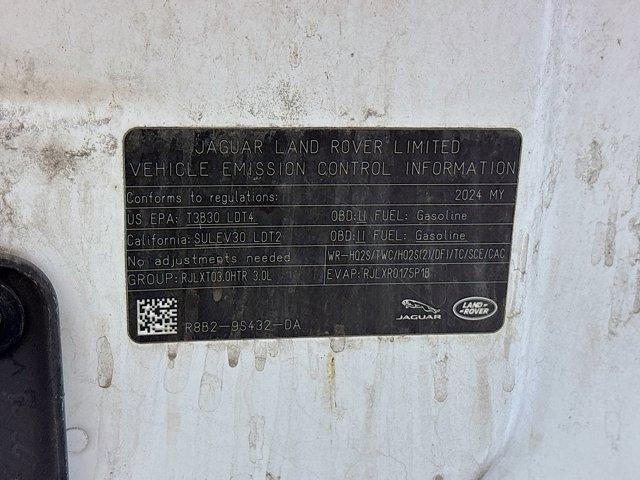 JAGUAR LAND ROVER LIMITED
VEHICLE EMISSION CONTROL INFORMATION
Conforms to regulations: 2024 MY
US EPA: T3B30 LDT4 OBD:II FUEL: Gasoline
California: SULEV30 LDT2 OBD:II FUEL: Gasoline
No adjustments needed WR-HO2S/TWC/HO2S(2)/DFI/TC/SCE/CAC
GROUP: RJLXT03.0HTR 3.0L EVAP: RJLXR0175P1B
R8B2-9S432-DA
JAGUAR
LAND
ROVER